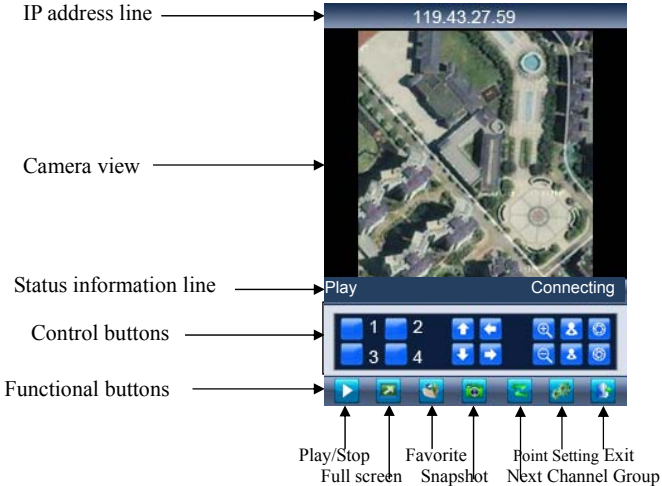 IP address line
119.43.27.59
Camera view
Status information line
Play Connecting
Control buttons
1 2
3 4
Functional buttons
Play/Stop Favorite Point Setting Exit
Full screen Snapshot Next Channel Group